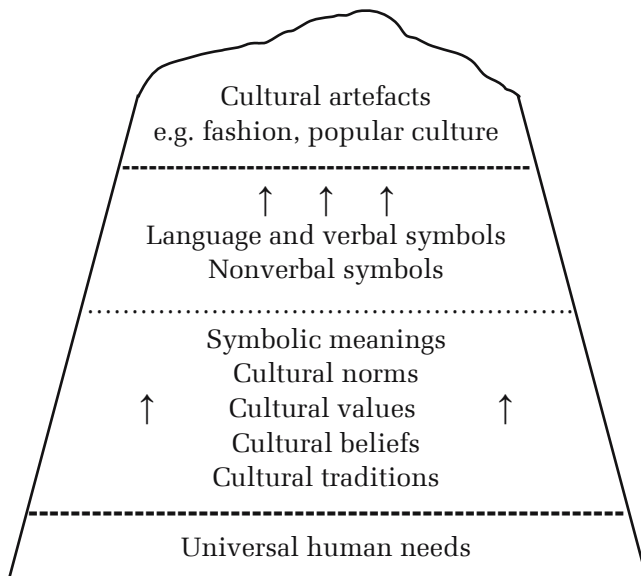 Cultural artefacts
e.g. fashion, popular culture
Language and verbal symbols
Nonverbal symbols
Symbolic meanings
Cultural norms
Cultural values
Cultural beliefs
Cultural traditions
Universal human needs